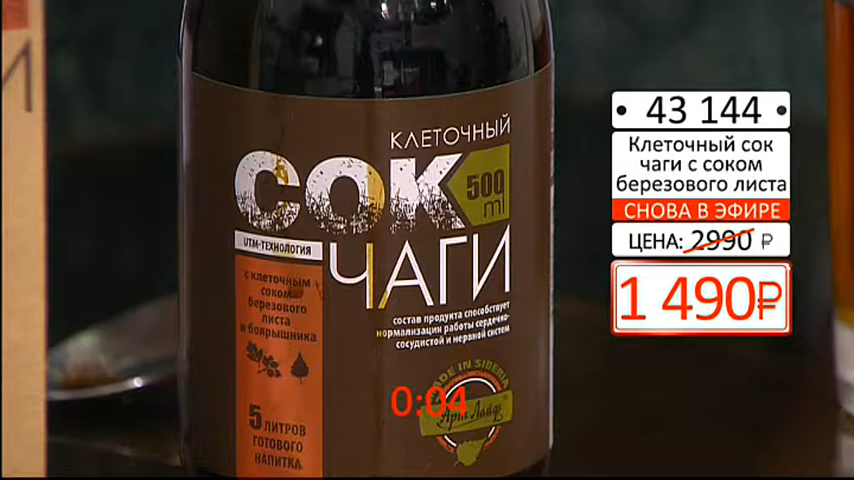 КЛЕТОЧНЫЙ
СОК
500
ml
UTM-ТЕХНОЛОГИЯ
ЧАГИ
с клеточным
соком
березового
листа
и боярышника
состав продукта способствует
нормализации работы сердечно-
сосудистой и нервной систем
5 ЛИТРОВ
ГОТОВОГО
НАПИТКА
MADE IN SIBERIA
Арт Лайф®
0:04
И
• 43 144 •
Клеточный сок
чаги с соком
березового листа
СНОВА В ЭФИРЕ
ЦЕНА: 2990 ₽
1 490₽